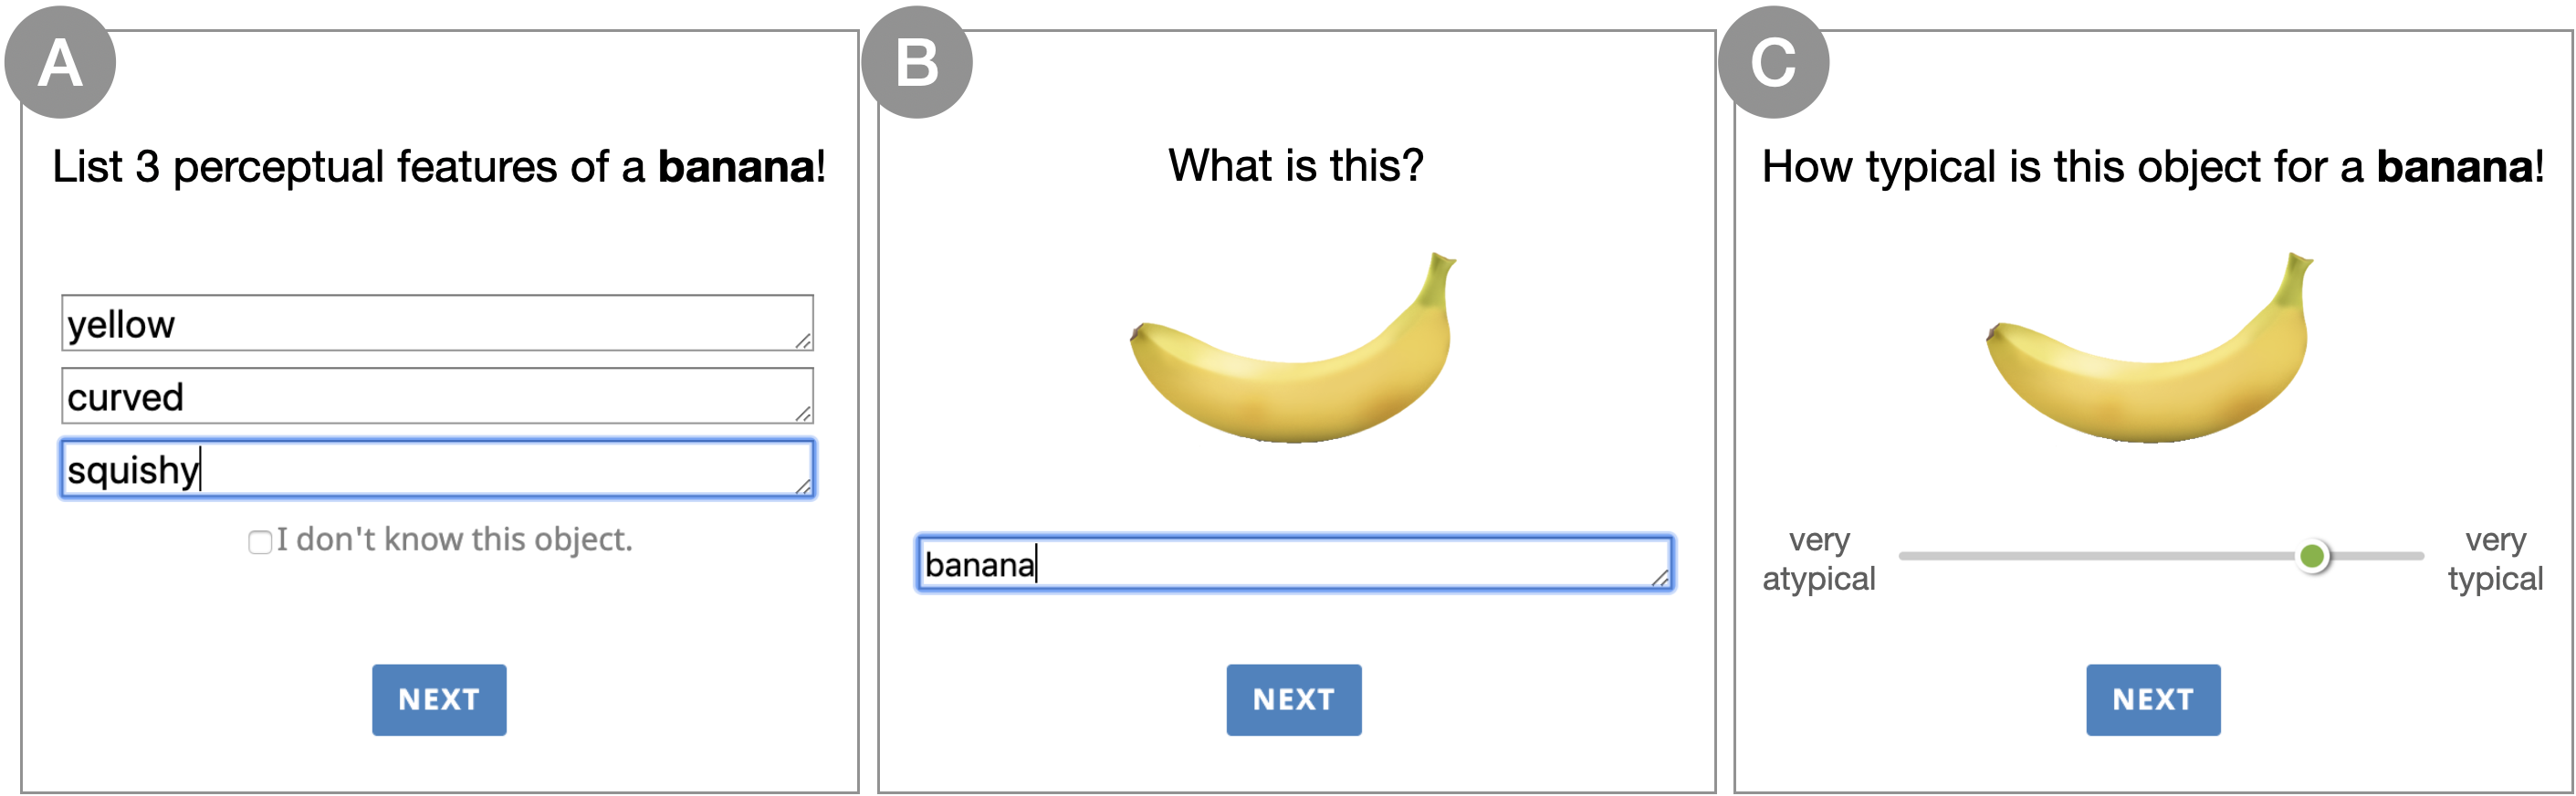 A
List 3 perceptual features of a banana!
yellow
curved
squishy
I don't know this object.
NEXT
B
What is this?
banana
NEXT
C
How typical is this object for a banana!
very
atypical
very
typical
NEXT